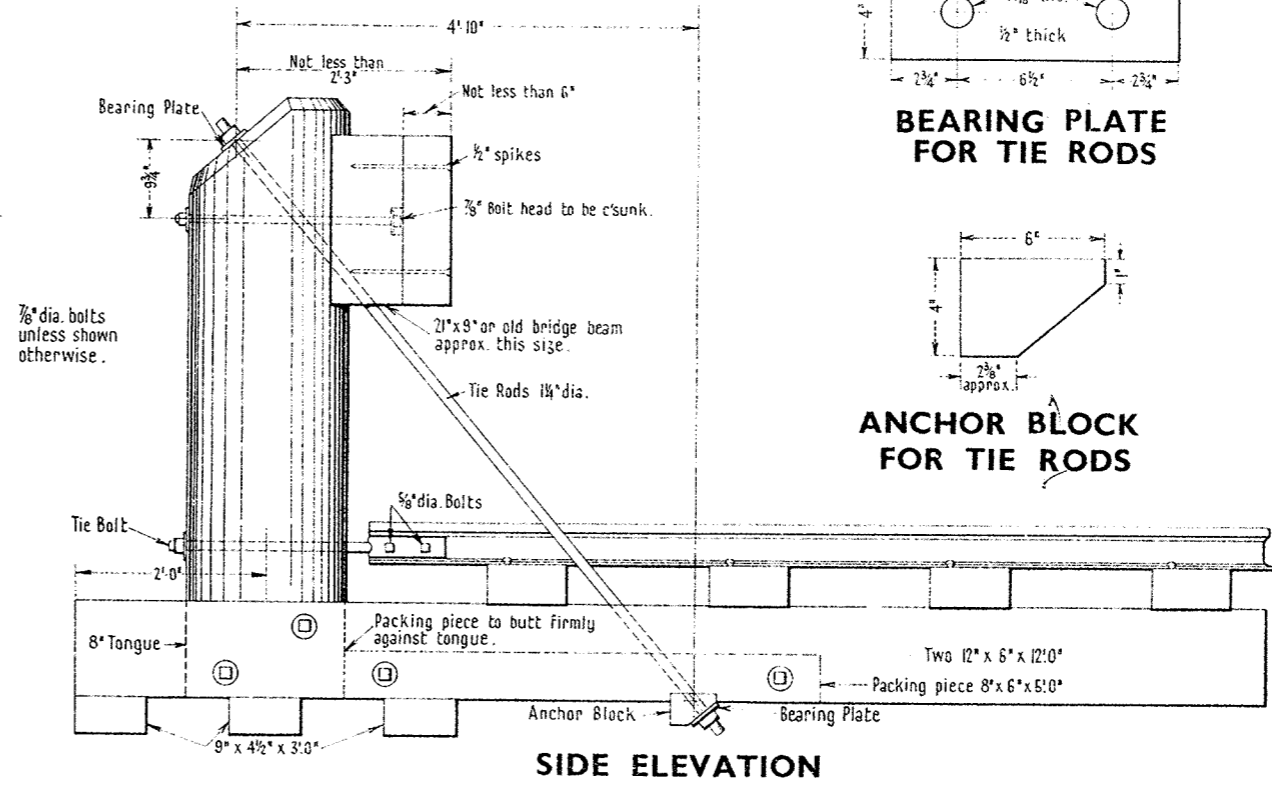 4'·10"
Not less than
2'·3"
Bearing Plate
Not less than 6"
½" spikes
9¾"
⅞" Bolt head to be c'sunk.
⅞" dia. bolts
unless shown
otherwise.
21" x 9" or old bridge beam
approx. this size.
Tie Rods 1¼" dia.
⅝" dia. Bolts
Tie Bolt
2'·0"
8" Tongue
Packing piece to butt firmly
against tongue.
Two 12" x 6" x 12'.0"
Packing piece 8" x 6" x 5'.0"
Anchor Block
Bearing Plate
9" x 4½" x 3'.0"
SIDE ELEVATION
½" thick
2¾"
6½"
2¾"
BEARING PLATE
FOR TIE RODS
6"
1"
4"
2⅜"
approx.
ANCHOR BLOCK
FOR TIE RODS